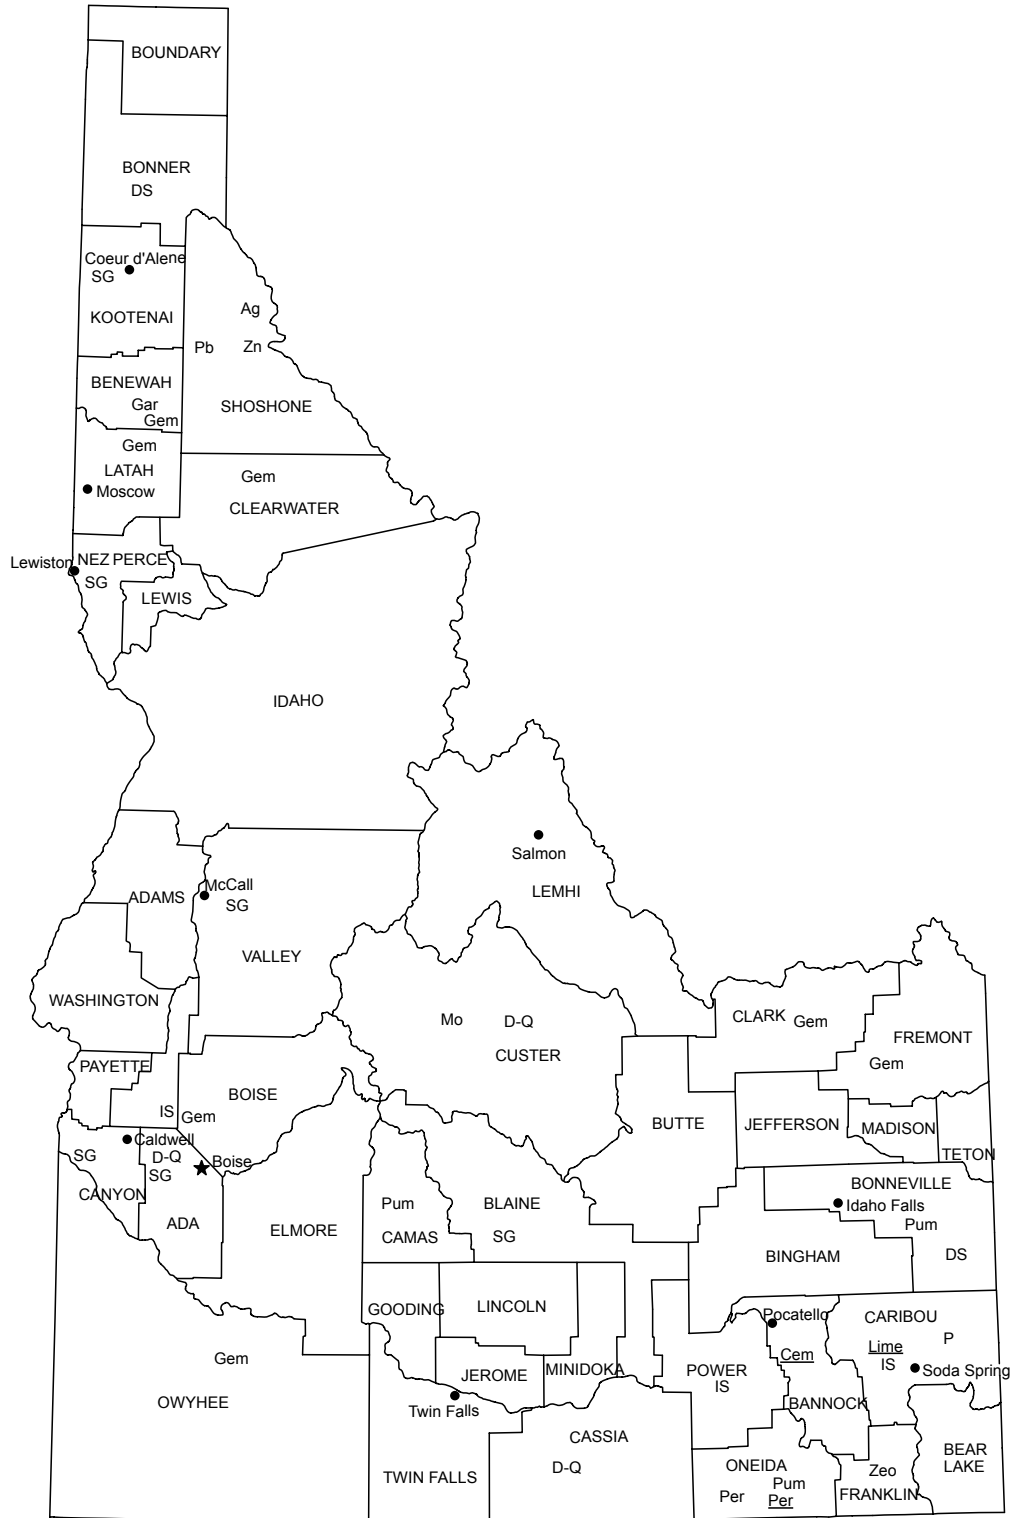 BOUNDARY
BONNER
DS
Coeur d'Alene
SG
KOOTENAI
Ag
Pb
Zn
SHOSHONE
BENEWAH
Gar
Gem
Gem
LATAH
Moscow
Gem
CLEARWATER
Lewiston
NEZ PERCE
SG
LEWIS
IDAHO
Salmon
LEMHI
ADAMS
McCall
SG
VALLEY
WASHINGTON
Mo
D-Q
CUSTER
CLARK
Gem
FREMONT
Gem
PAYETTE
IS
Gem
BOISE
BUTTE
JEFFERSON
MADISON
TETON
Caldwell
SG
CANYON
D-Q
SG
Boise
ADA
ELMORE
Pum
CAMAS
BLAINE
SG
BONNEVILLE
Idaho Falls
Pum
DS
BINGHAM
GOODING
LINCOLN
JEROME
MINIDOKA
Pocatello
Cem
BANNOCK
POWER
IS
CARIBOU
P
Lime
IS
Soda Spring
Gem
OWYHEE
Twin Falls
TWIN FALLS
CASSIA
D-Q
ONEIDA
Pum
Per
Per
Zeo
FRANKLIN
BEAR
LAKE